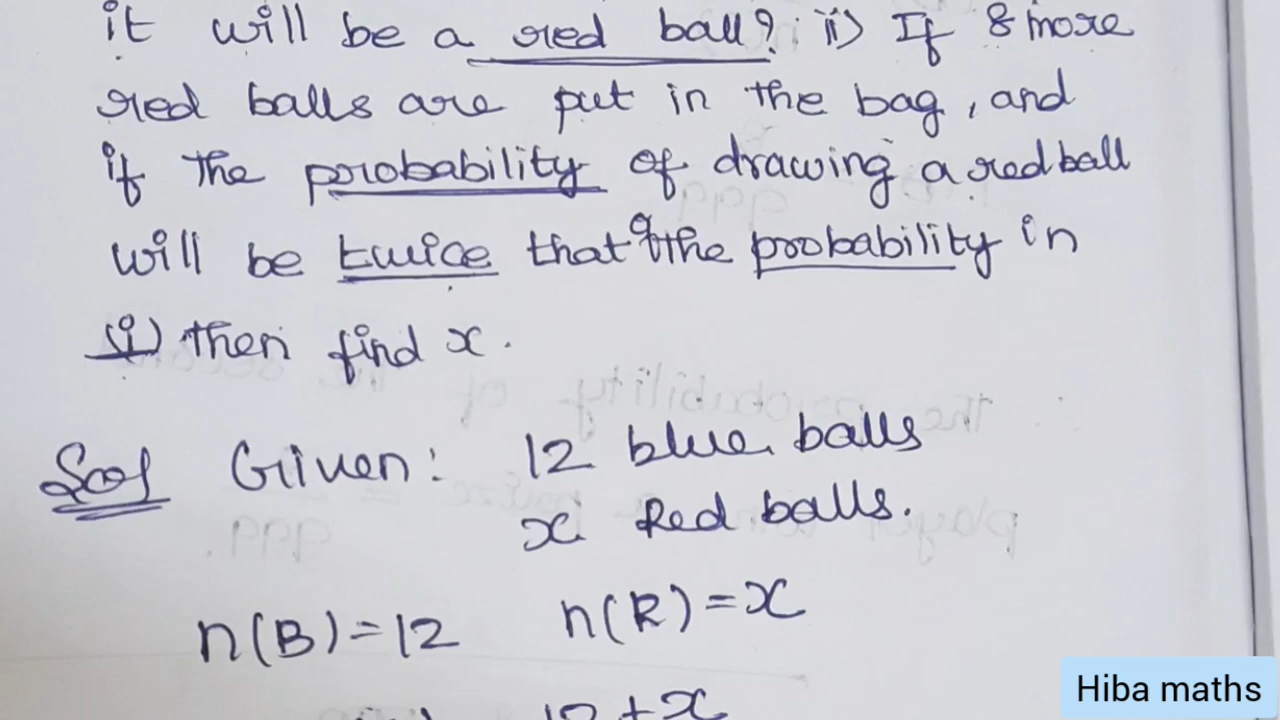 it will be a red ball? ii) If 8 more
red balls are put in the bag, and
if the probability of drawing a red ball
will be twice that of the probability in
(i) then find x.
Sol Given: 12 blue balls
x Red balls.
n(B)=12 n(R)=x
12+x
Hiba maths